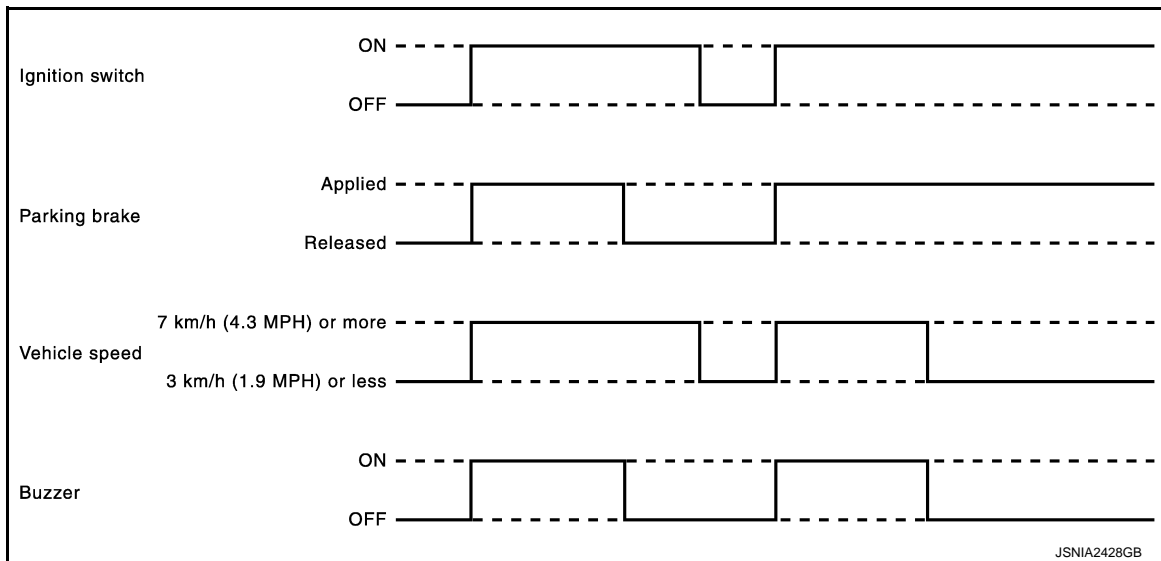 ON
Ignition switch
OFF
Applied
Parking brake
Released
7 km/h (4.3 MPH) or more
Vehicle speed
3 km/h (1.9 MPH) or less
ON
Buzzer
OFF
JSNIA2428GB